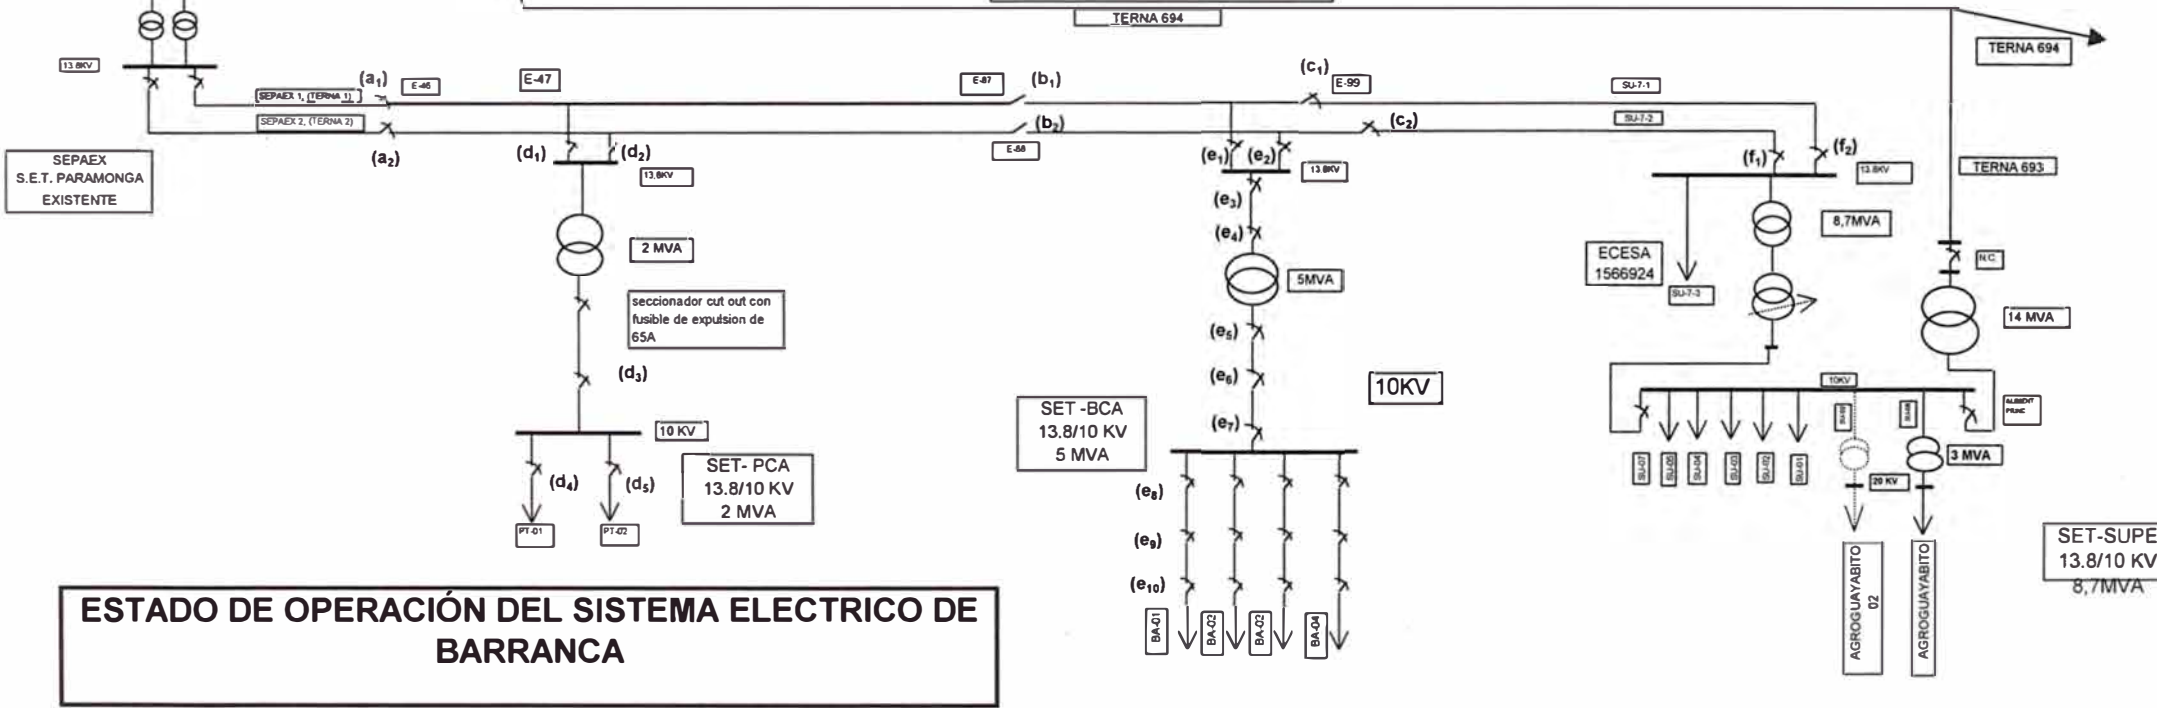 TERNA 694
TERNA 694
13.8KV
(a₁)
E-46
E-47
E-87
(b₁)
(c₁)
E-99
SU-7-1
SEPAEX 1, (TERNA 1)
SEPAEX 2, (TERNA 2)
(a₂)
(d₁)
(d₂)
E-88
(b₂)
(c₂)
SU-7-2
(e₁)
(e₂)
(f₁)
(f₂)
SEPAEX
S.E.T. PARAMONGA
EXISTENTE
13.8KV
13.8KV
13.8KV
TERNA 693
(e₃)
(e₄)
2 MVA
5MVA
8,7MVA
ECESA
1566924
SU-7-3
N.C.
14 MVA
seccionador cut out con
fusible de expulsion de
65A
(d₃)
(e₅)
(e₆)
(e₇)
10KV
SET -BCA
13.8/10 KV
5 MVA
10KV
10 KV
SET- PCA
13.8/10 KV
2 MVA
(d₄)
(d₅)
PT-01
PT-02
(e₈)
(e₉)
(e₁₀)
BA-01
BA-02
BA-02
BA-04
SU-07
SU-05
SU-04
SU-03
SU-02
SU-01
3 MVA
20 KV
AGROGUAYABITO
02
AGROGUAYABITO
SET-SUPE
13.8/10 KV
8,7MVA
ESTADO DE OPERACIÓN DEL SISTEMA ELECTRICO DE
BARRANCA